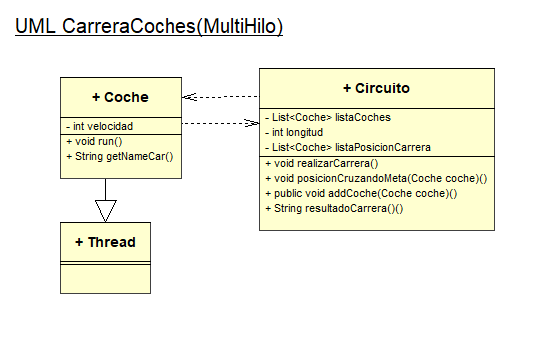 UML CarreraCoches(MultiHilo)
+ Coche
- int velocidad
+ void run()
+ String getNameCar()
+ Circuito
- List<Coche> listaCoches
- int longitud
- List<Coche> listaPosicionCarrera
+ void realizarCarrera()
+ void posicionCruzandoMeta(Coche coche)()
+ public void addCoche(Coche coche)()
+ String resultadoCarrera()()
+ Thread